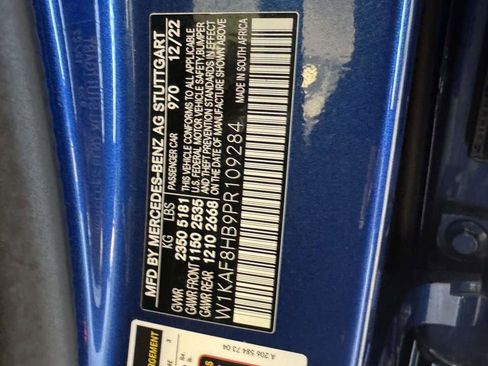 MFD BY MERCEDES-BENZ AG STUTTGART
PASSENGER CAR 970 12/22
KG LBS
GVWR 2350 5181
GAWR FRONT 1150 2535
GAWR REAR 1210 2668
THIS VEHICLE CONFORMS TO ALL APPLICABLE
U.S. FEDERAL MOTOR VEHICLE SAFETY, BUMPER
AND THEFT PREVENTION STANDARDS IN EFFECT
ON THE DATE OF MANUFACTURE SHOWN ABOVE
W1KAF8HB9PR109284
MADE IN SOUTH AFRICA
A 206 584 73 04